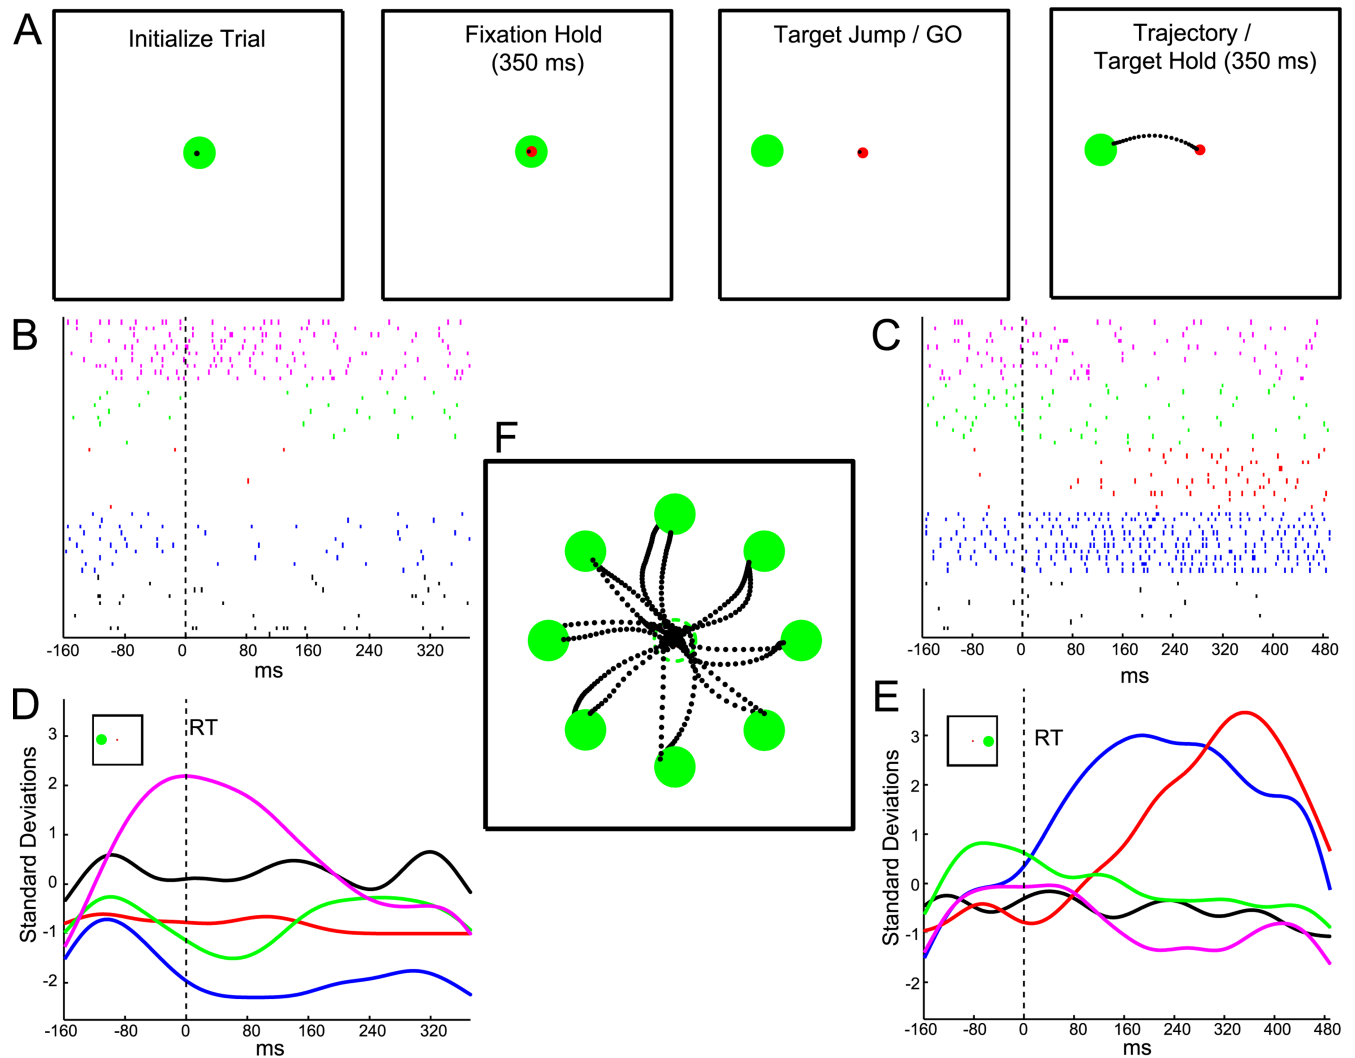 A
Initialize Trial
Fixation Hold
(350 ms)
Target Jump / GO
Trajectory /
Target Hold (350 ms)
B
-160 -80 0 80 160 240 320
ms
C
-160 -80 0 80 160 240 320 400 480
ms
F
D
RT
Standard Deviations
3
2
1
0
-1
-2
-160 -80 0 80 160 240 320
ms
E
RT
Standard Deviations
3
2
1
0
-1
-2
-160 -80 0 80 160 240 320 400 480
ms